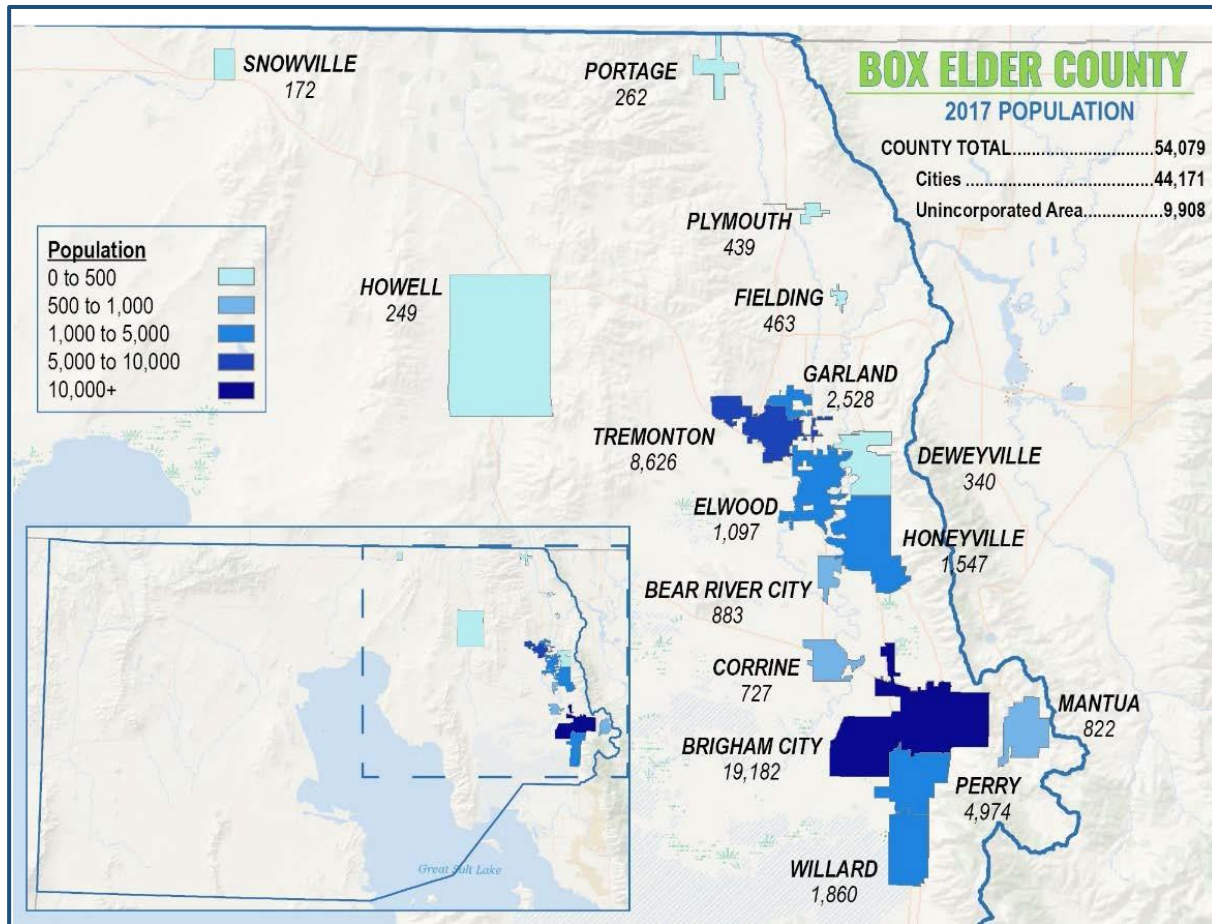 BOX ELDER COUNTY
2017 POPULATION
COUNTY TOTAL..............................54,079
Cities .....................................44,171
Unincorporated Area.................9,908
SNOWVILLE
172
PORTAGE
262
PLYMOUTH
439
Population
0 to 500
500 to 1,000
1,000 to 5,000
5,000 to 10,000
10,000+
HOWELL
249
FIELDING
463
GARLAND
2,528
TREMONTON
8,626
DEWEYVILLE
340
ELWOOD
1,097
HONEYVILLE
1,547
BEAR RIVER CITY
883
CORRINE
727
MANTUA
822
BRIGHAM CITY
19,182
PERRY
4,974
WILLARD
1,860
Great Salt Lake